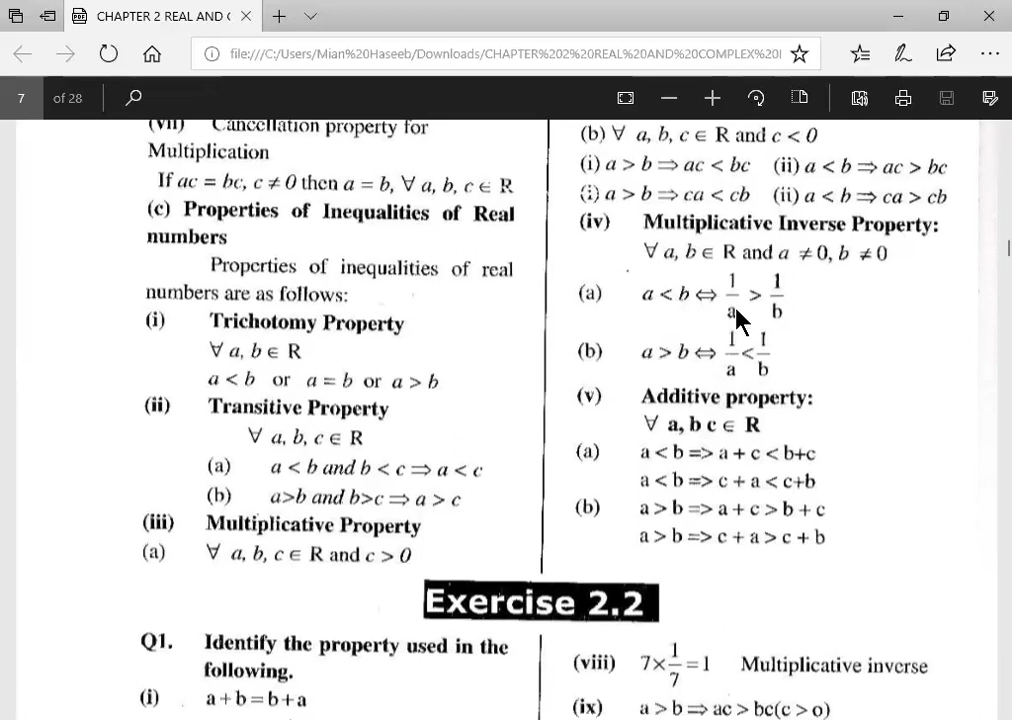 CHAPTER 2 REAL AND C
file:///C:/Users/Mian%20Haseeb/Downloads/CHAPTER%202%20REAL%20AND%20COMPLEX%20I
7 of 28
(vii) Cancellation property for
Multiplication
If ac = bc, c ≠ 0 then a = b, ∀ a, b, c ∈ R
(c) Properties of Inequalities of Real
numbers
Properties of inequalities of real
numbers are as follows:
(i) Trichotomy Property
∀ a, b ∈ R
a < b or a = b or a > b
(ii) Transitive Property
∀ a, b, c ∈ R
(a) a < b and b < c ⇒ a < c
(b) a>b and b>c ⇒ a > c
(iii) Multiplicative Property
(a) ∀ a, b, c ∈ R and c > 0
(b) ∀ a, b, c ∈ R and c < 0
(i) a > b ⇒ ac < bc (ii) a < b ⇒ ac > bc
(i) a > b ⇒ ca < cb (ii) a < b ⇒ ca > cb
(iv) Multiplicative Inverse Property:
∀ a, b ∈ R and a ≠ 0, b ≠ 0
(a) a < b ⇔ 1/a > 1/b
(b) a > b ⇔ 1/a < 1/b
(v) Additive property:
∀ a, b c ∈ R
(a) a < b => a + c < b+c
a < b => c + a < c+b
(b) a > b => a + c > b + c
a > b => c + a > c + b
Exercise 2.2
Q1. Identify the property used in the
following.
(i) a + b = b + a
(viii) 7 × 1/7 = 1 Multiplicative inverse
(ix) a > b ⇒ ac > bc (c > o)